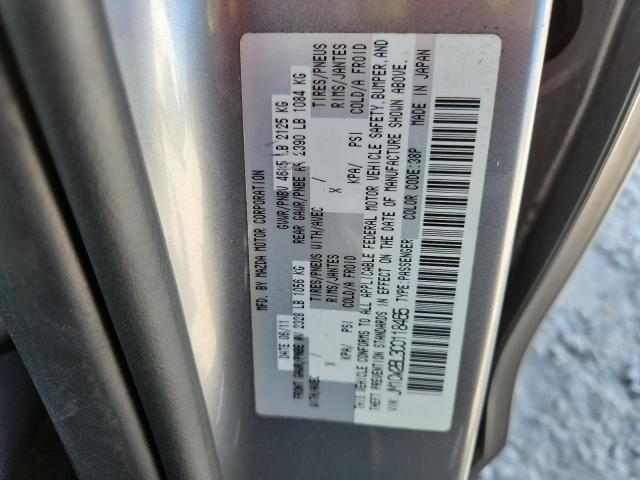 MFD. BY MAZDA MOTOR CORPORATION
DATE 06/11 GVWR/PNBV LB 2125 KG
FRONT GAWR/PNBE AV 2328 LB 1056 KG REAR GAWR/PNBE AR 2390 LB 1084 KG
WITH/AVEC / TIRES/PNEUS WITH/AVEC / TIRES/PNEUS
X RIMS/JANTES X RIMS/JANTES
KPA/ PSI COLD/A FROID KPA/ PSI COLD/A FROID
THIS VEHICLE CONFORMS TO ALL APPLICABLE FEDERAL MOTOR VEHICLE SAFETY, BUMPER, AND
THEFT PREVENTION STANDARDS IN EFFECT ON THE DATE OF MANUFACTURE SHOWN ABOVE.
VIN TYPE:PASSENGER COLOR CODE:38P MADE IN JAPAN